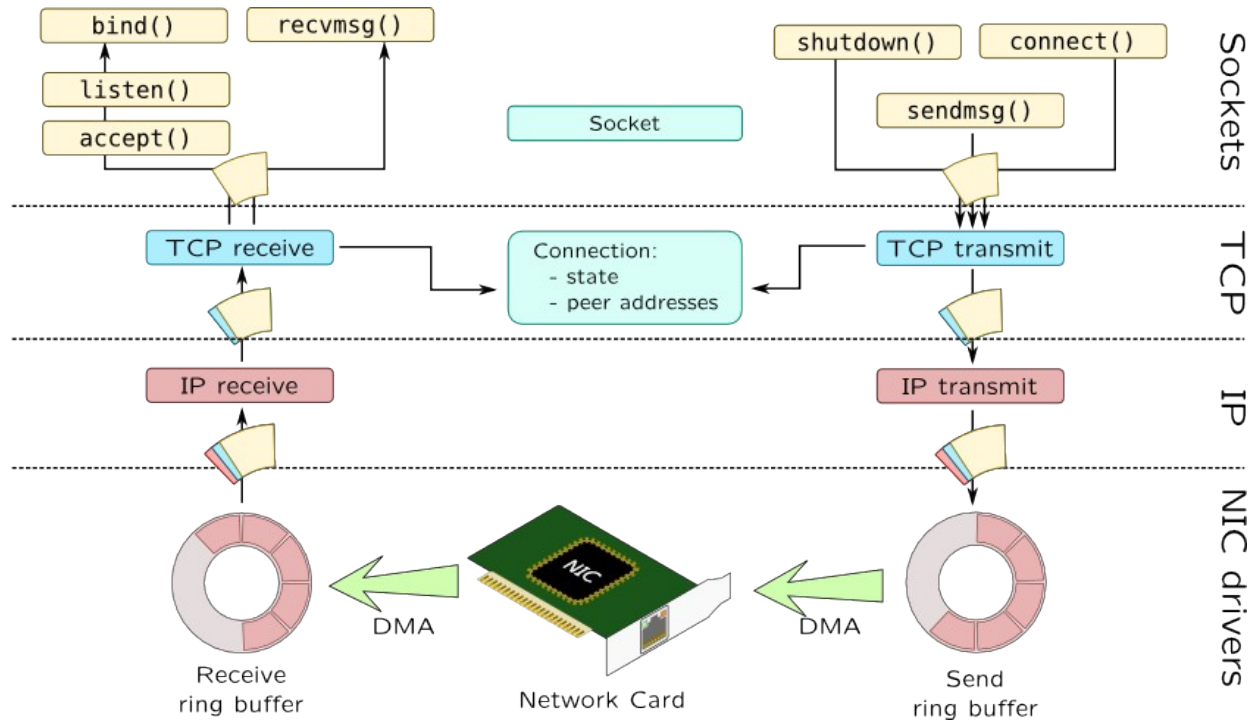 bind()
recvmsg()
shutdown()
connect()
listen()
sendmsg()
accept()
Socket
Sockets
TCP receive
Connection:
- state
- peer addresses
TCP transmit
TCP
IP receive
IP transmit
IP
NIC
DMA
DMA
Receive
ring buffer
Network Card
Send
ring buffer
NIC drivers